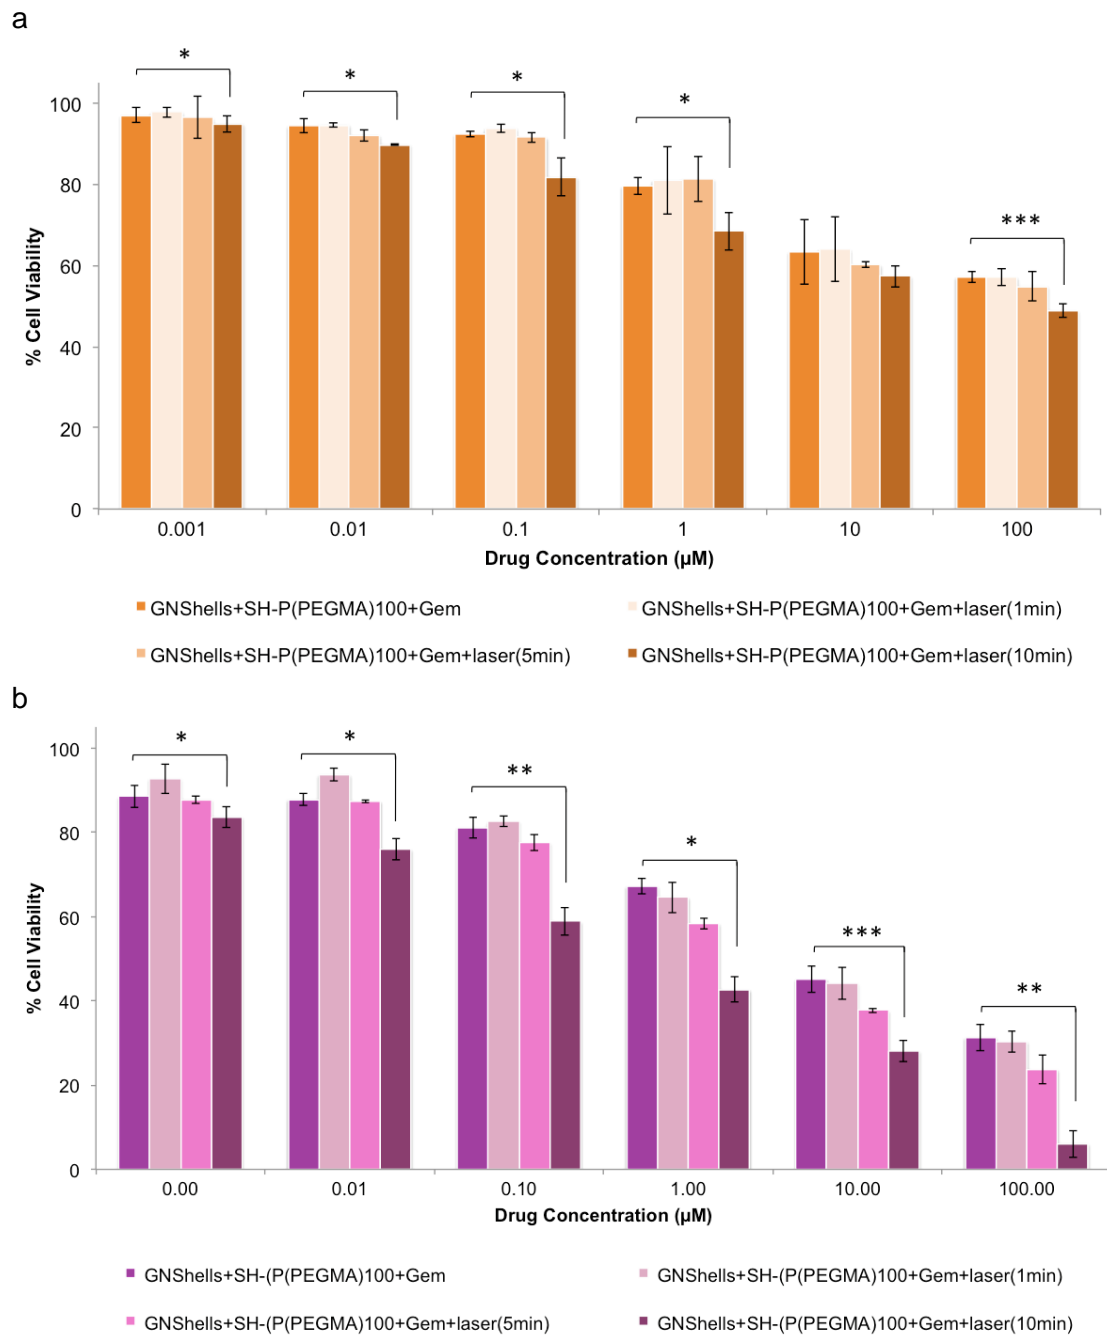 a
*
*
*
*
***
100
80
60
40
20
0
% Cell Viability
0.001 0.01 0.1 1 10 100
Drug Concentration (µM)
GNShells+SH-P(PEGMA)100+Gem GNShells+SH-P(PEGMA)100+Gem+laser(1min)
GNShells+SH-P(PEGMA)100+Gem+laser(5min) GNShells+SH-P(PEGMA)100+Gem+laser(10min)
b
*
*
**
*
***
**
100
80
60
40
20
0
% Cell Viability
0.00 0.01 0.10 1.00 10.00 100.00
Drug Concentration (µM)
GNShells+SH-(P(PEGMA)100+Gem GNShells+SH-(P(PEGMA)100+Gem+laser(1min)
GNShells+SH-(P(PEGMA)100+Gem+laser(5min) GNShells+SH-(P(PEGMA)100+Gem+laser(10min)